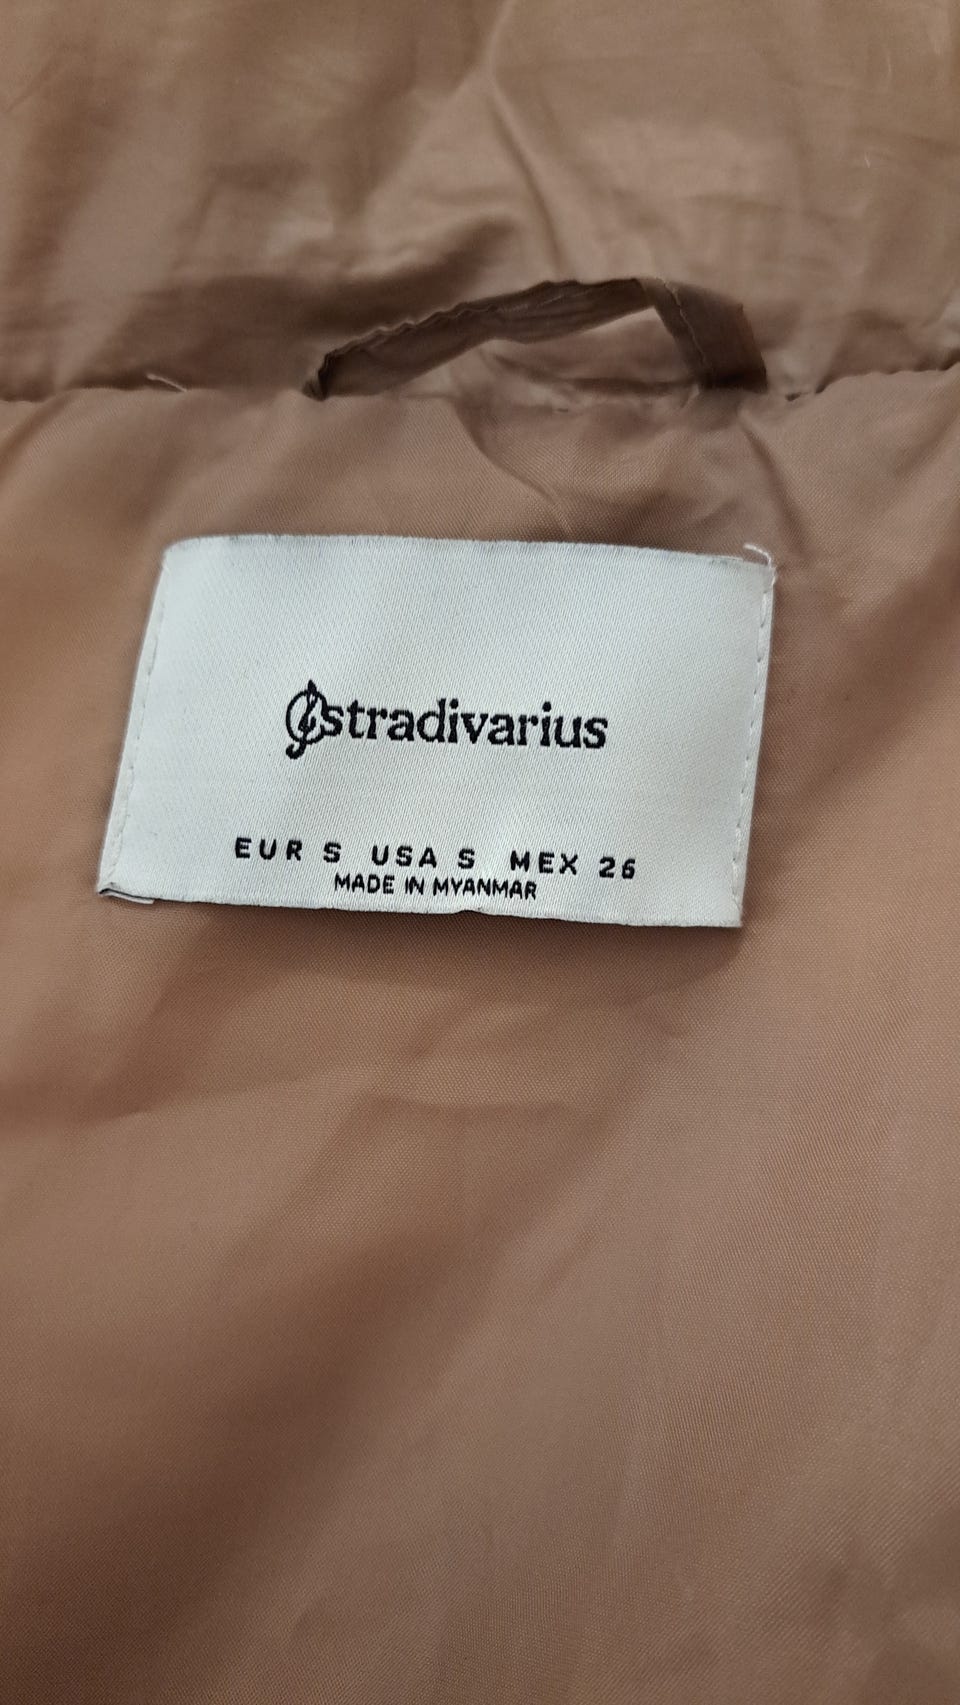 stradivarius
EUR S USA S MEX 26
MADE IN MYANMAR